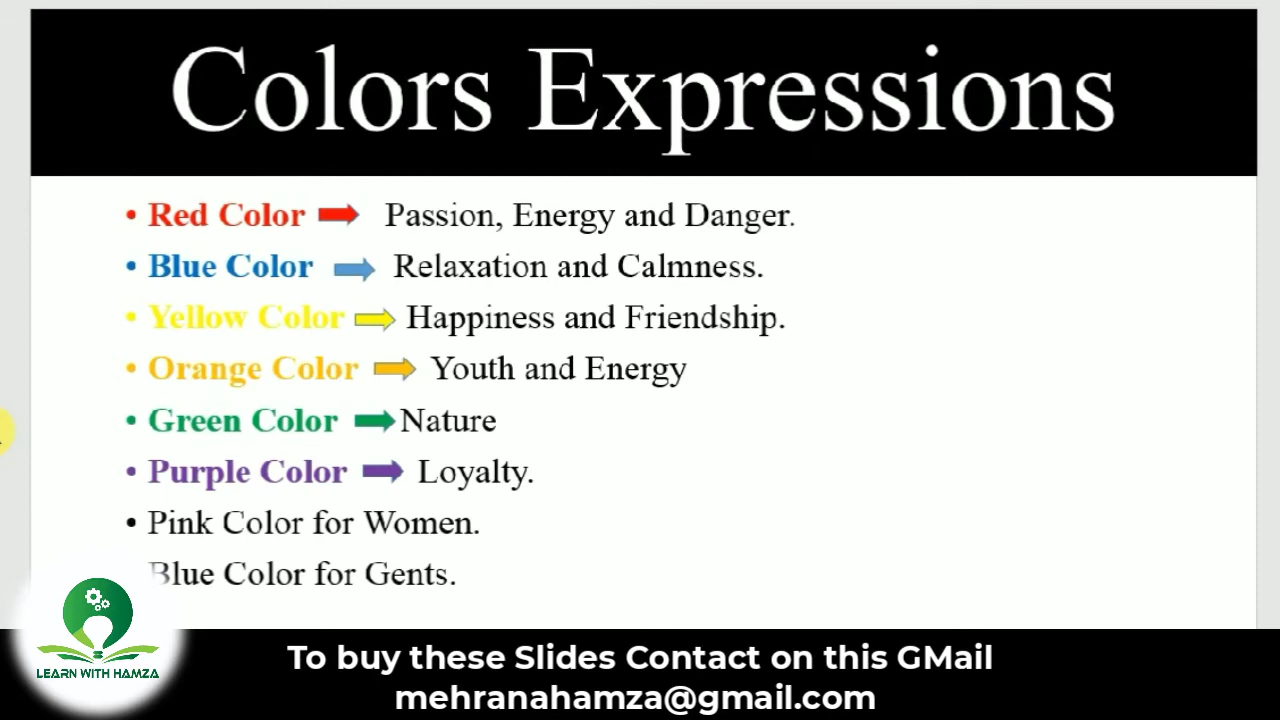 Colors Expressions
• Red Color Passion, Energy and Danger.
• Blue Color Relaxation and Calmness.
• Yellow Color Happiness and Friendship.
• Orange Color Youth and Energy
• Green Color Nature
• Purple Color Loyalty.
• Pink Color for Women.
Blue Color for Gents.
LEARN WITH HAMZA
To buy these Slides Contact on this GMail
mehranahamza@gmail.com